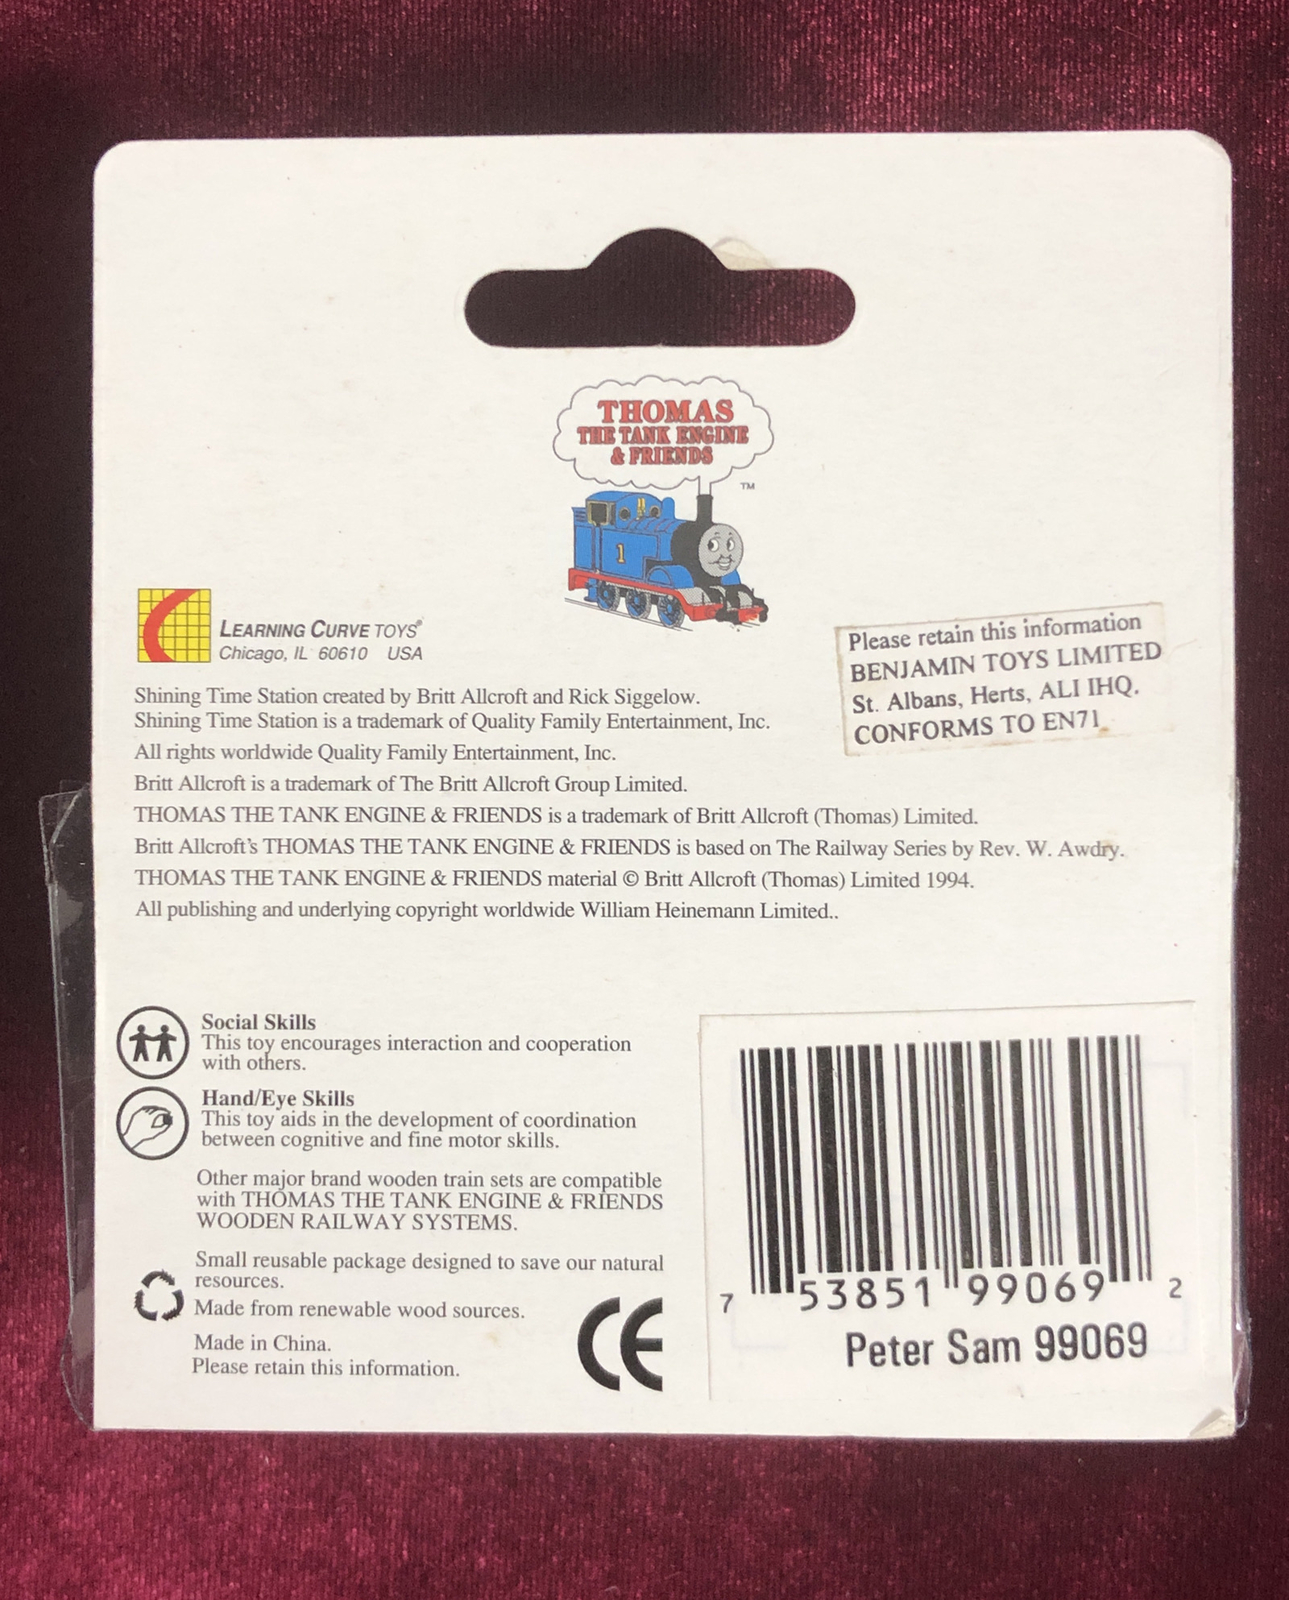 THOMAS
THE TANK ENGINE
& FRIENDS
TM
1
LEARNING CURVE TOYS®
Chicago, IL 60610 USA
Please retain this information
BENJAMIN TOYS LIMITED
St. Albans, Herts, ALI IHQ.
CONFORMS TO EN71
Shining Time Station created by Britt Allcroft and Rick Siggelow.
Shining Time Station is a trademark of Quality Family Entertainment, Inc.
All rights worldwide Quality Family Entertainment, Inc.
Britt Allcroft is a trademark of The Britt Allcroft Group Limited.
THOMAS THE TANK ENGINE & FRIENDS is a trademark of Britt Allcroft (Thomas) Limited.
Britt Allcroft's THOMAS THE TANK ENGINE & FRIENDS is based on The Railway Series by Rev. W. Awdry.
THOMAS THE TANK ENGINE & FRIENDS material © Britt Allcroft (Thomas) Limited 1994.
All publishing and underlying copyright worldwide William Heinemann Limited..
Social Skills
This toy encourages interaction and cooperation
with others.
Hand/Eye Skills
This toy aids in the development of coordination
between cognitive and fine motor skills.
Other major brand wooden train sets are compatible
with THOMAS THE TANK ENGINE & FRIENDS
WOODEN RAILWAY SYSTEMS.
Small reusable package designed to save our natural
resources.
Made from renewable wood sources.
Made in China.
Please retain this information.
CE
7 53851 99069 2
Peter Sam 99069